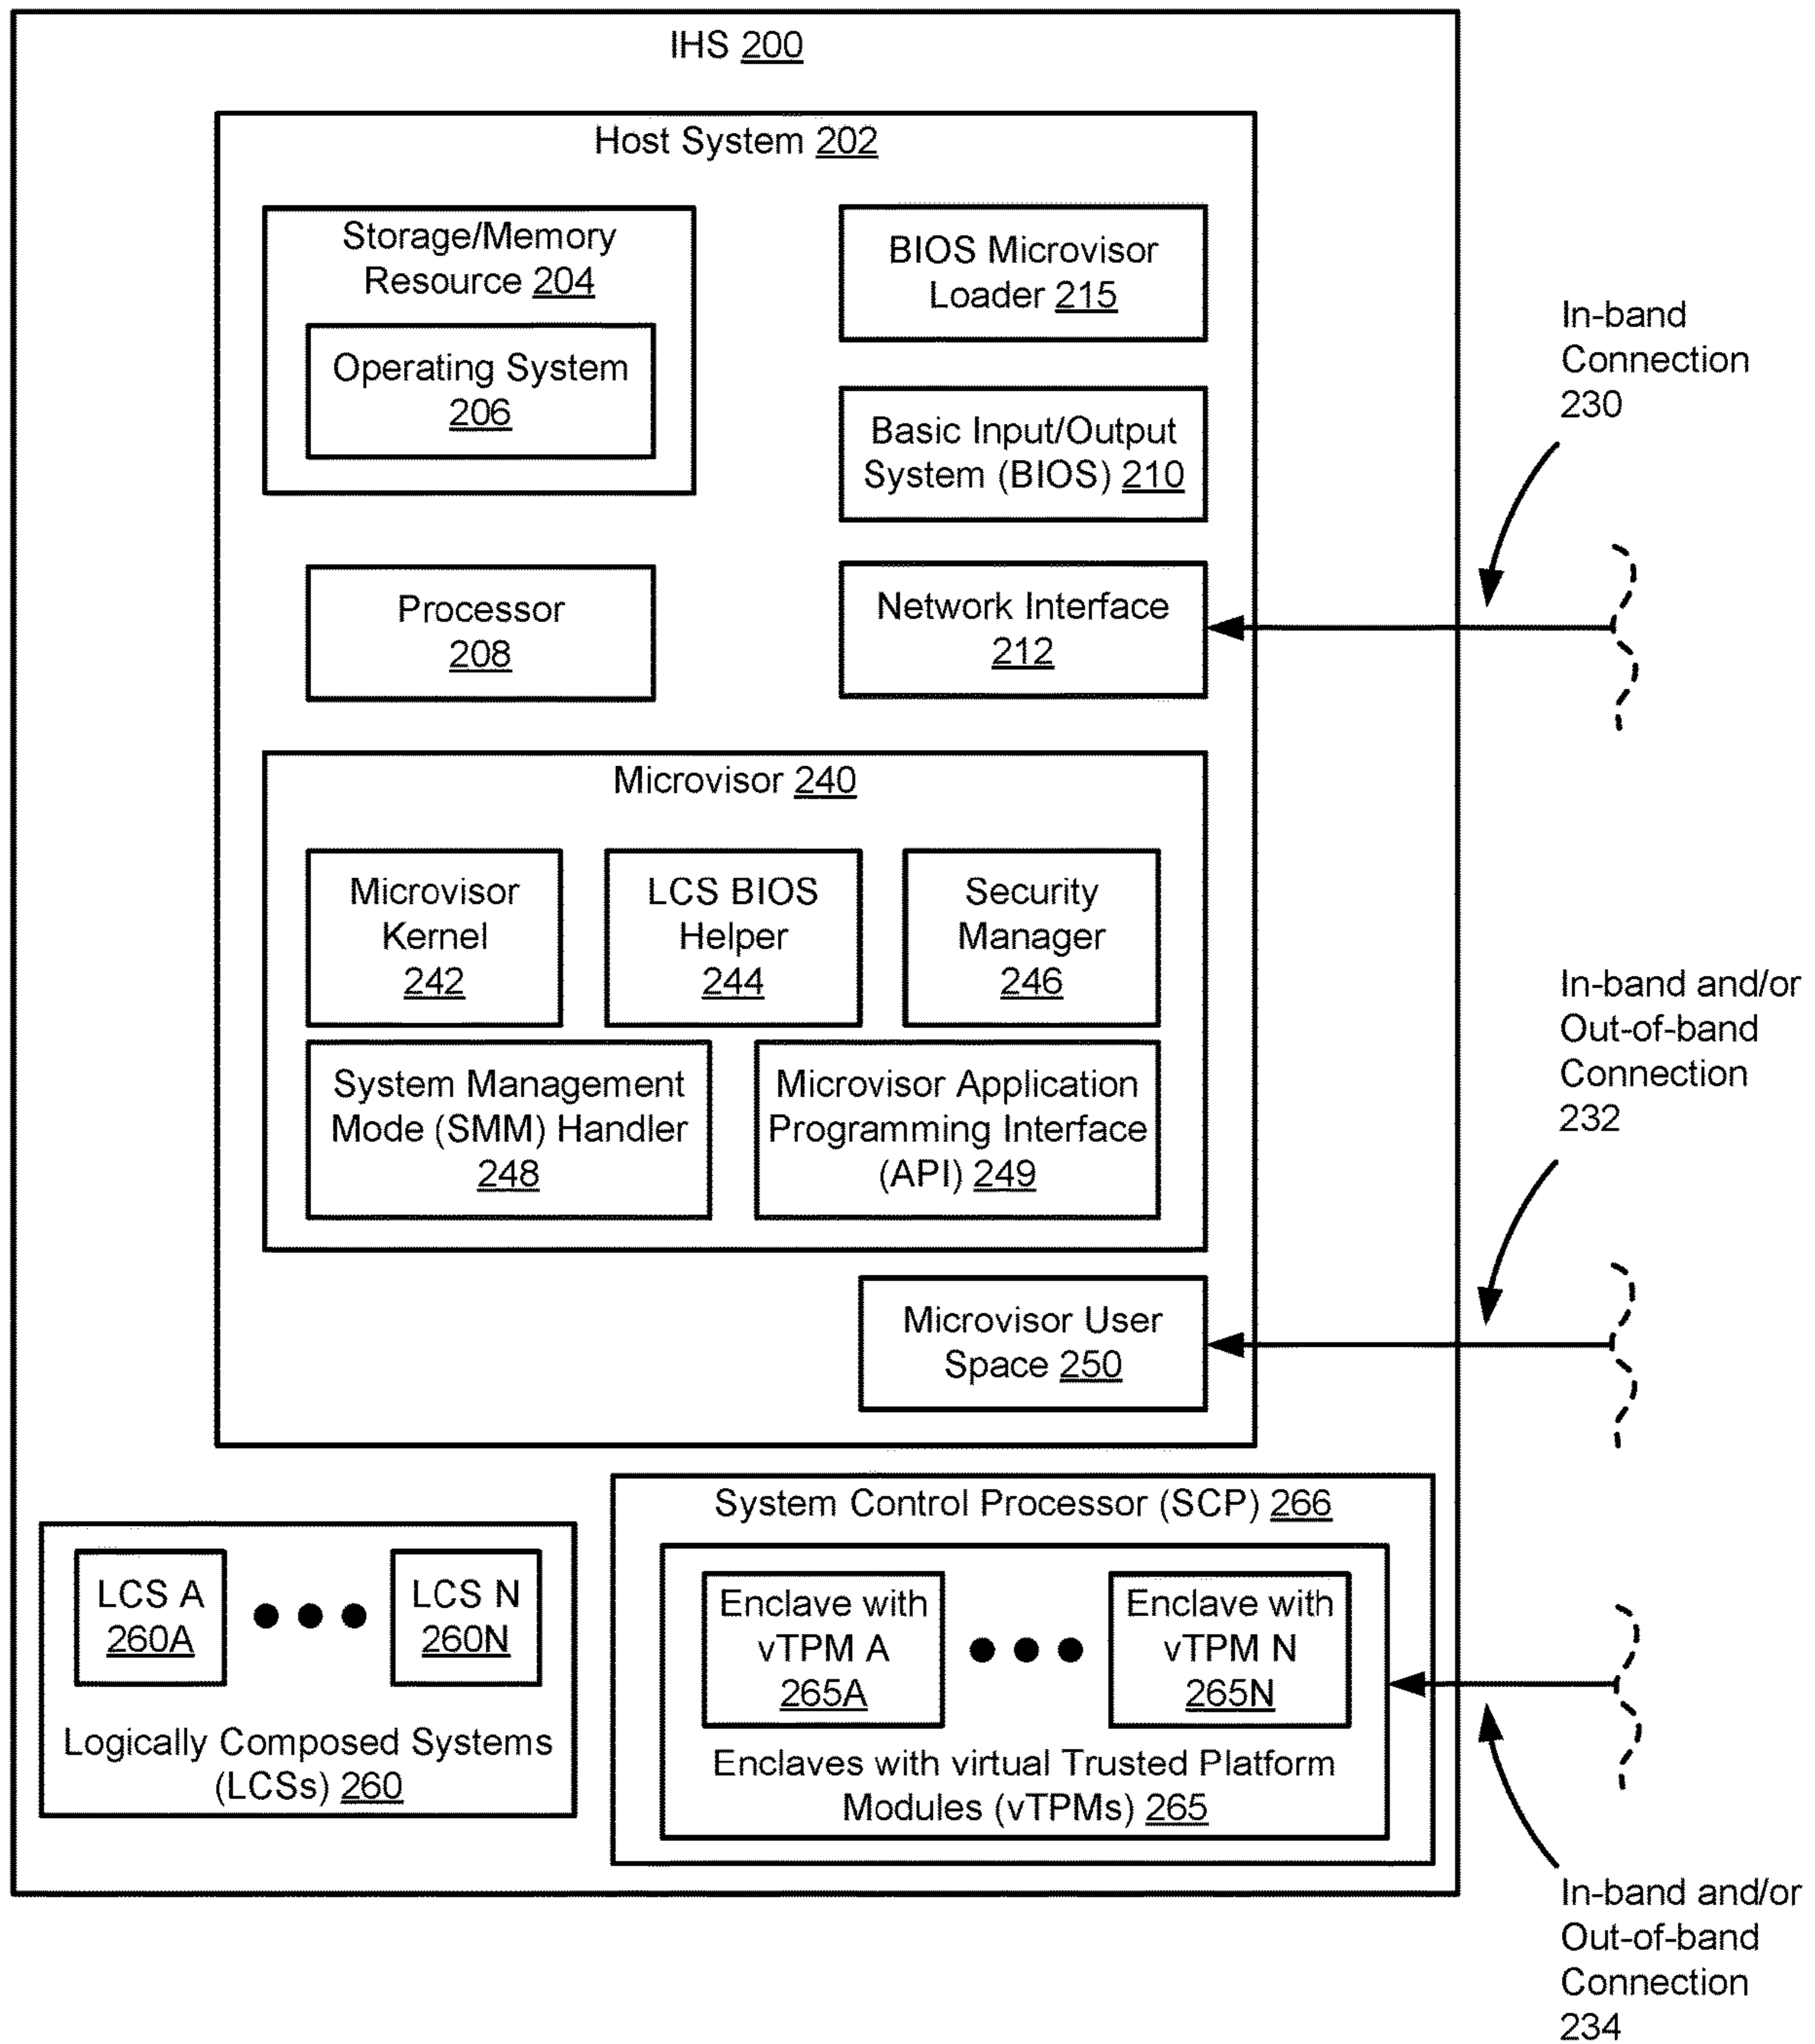 IHS 200
Host System 202
Storage/Memory
Resource 204
Operating System
206
BIOS Microvisor
Loader 215
Basic Input/Output
System (BIOS) 210
Processor
208
Network Interface
212
In-band
Connection
230
Microvisor 240
Microvisor
Kernel
242
LCS BIOS
Helper
244
Security
Manager
246
System Management
Mode (SMM) Handler
248
Microvisor Application
Programming Interface
(API) 249
In-band and/or
Out-of-band
Connection
232
Microvisor User
Space 250
LCS A
260A
LCS N
260N
Logically Composed Systems
(LCSs) 260
System Control Processor (SCP) 266
Enclave with
vTPM A
265A
Enclave with
vTPM N
265N
Enclaves with virtual Trusted Platform
Modules (vTPMs) 265
In-band and/or
Out-of-band
Connection
234